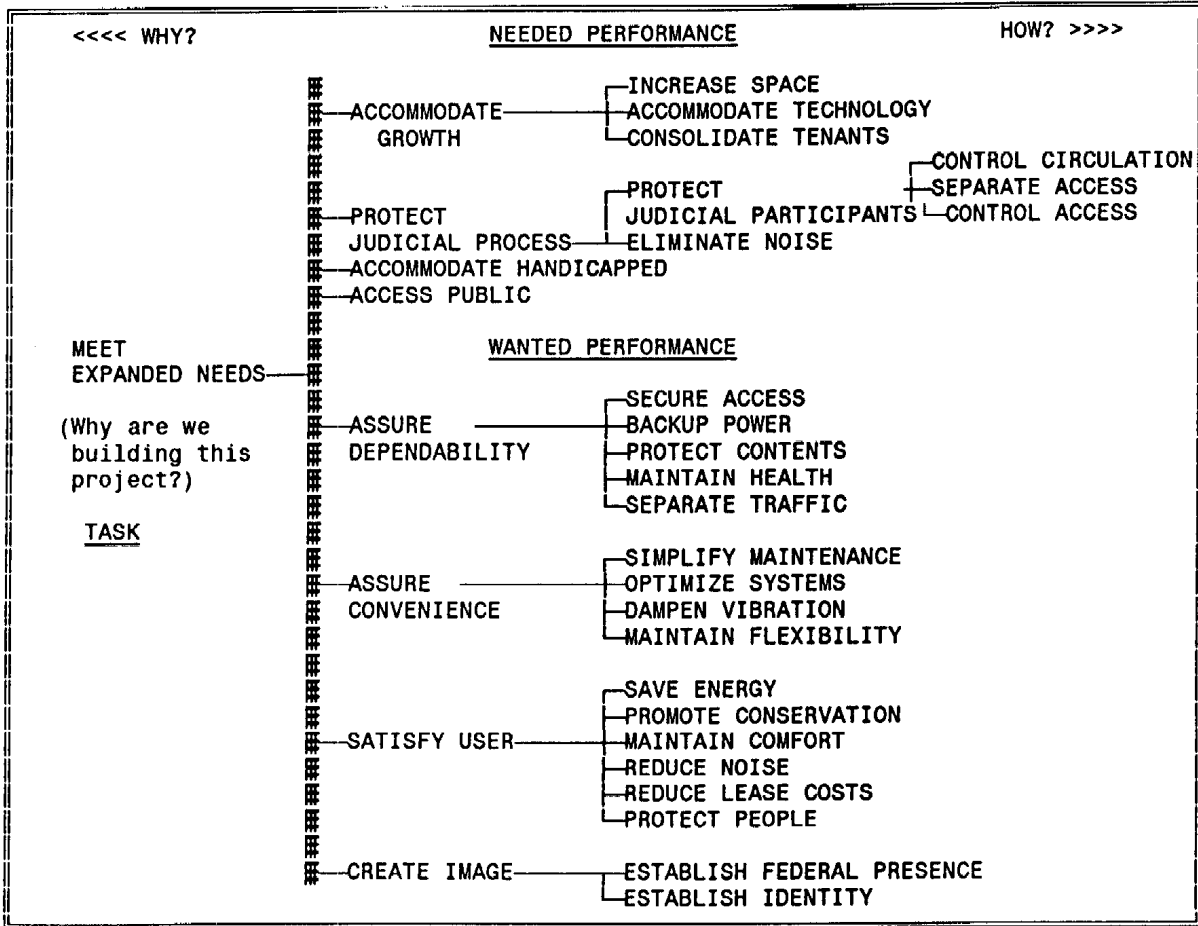 <<<< WHY? NEEDED PERFORMANCE HOW? >>>>
INCREASE SPACE
ACCOMMODATE ACCOMMODATE TECHNOLOGY
GROWTH CONSOLIDATE TENANTS
CONTROL CIRCULATION
PROTECT SEPARATE ACCESS
PROTECT JUDICIAL PARTICIPANTS CONTROL ACCESS
JUDICIAL PROCESS ELIMINATE NOISE
ACCOMMODATE HANDICAPPED
ACCESS PUBLIC
MEET WANTED PERFORMANCE
EXPANDED NEEDS
SECURE ACCESS
(Why are we ASSURE BACKUP POWER
building this DEPENDABILITY PROTECT CONTENTS
project?) MAINTAIN HEALTH
SEPARATE TRAFFIC
TASK
SIMPLIFY MAINTENANCE
ASSURE OPTIMIZE SYSTEMS
CONVENIENCE DAMPEN VIBRATION
MAINTAIN FLEXIBILITY
SAVE ENERGY
PROMOTE CONSERVATION
SATISFY USER MAINTAIN COMFORT
REDUCE NOISE
REDUCE LEASE COSTS
PROTECT PEOPLE
CREATE IMAGE ESTABLISH FEDERAL PRESENCE
ESTABLISH IDENTITY